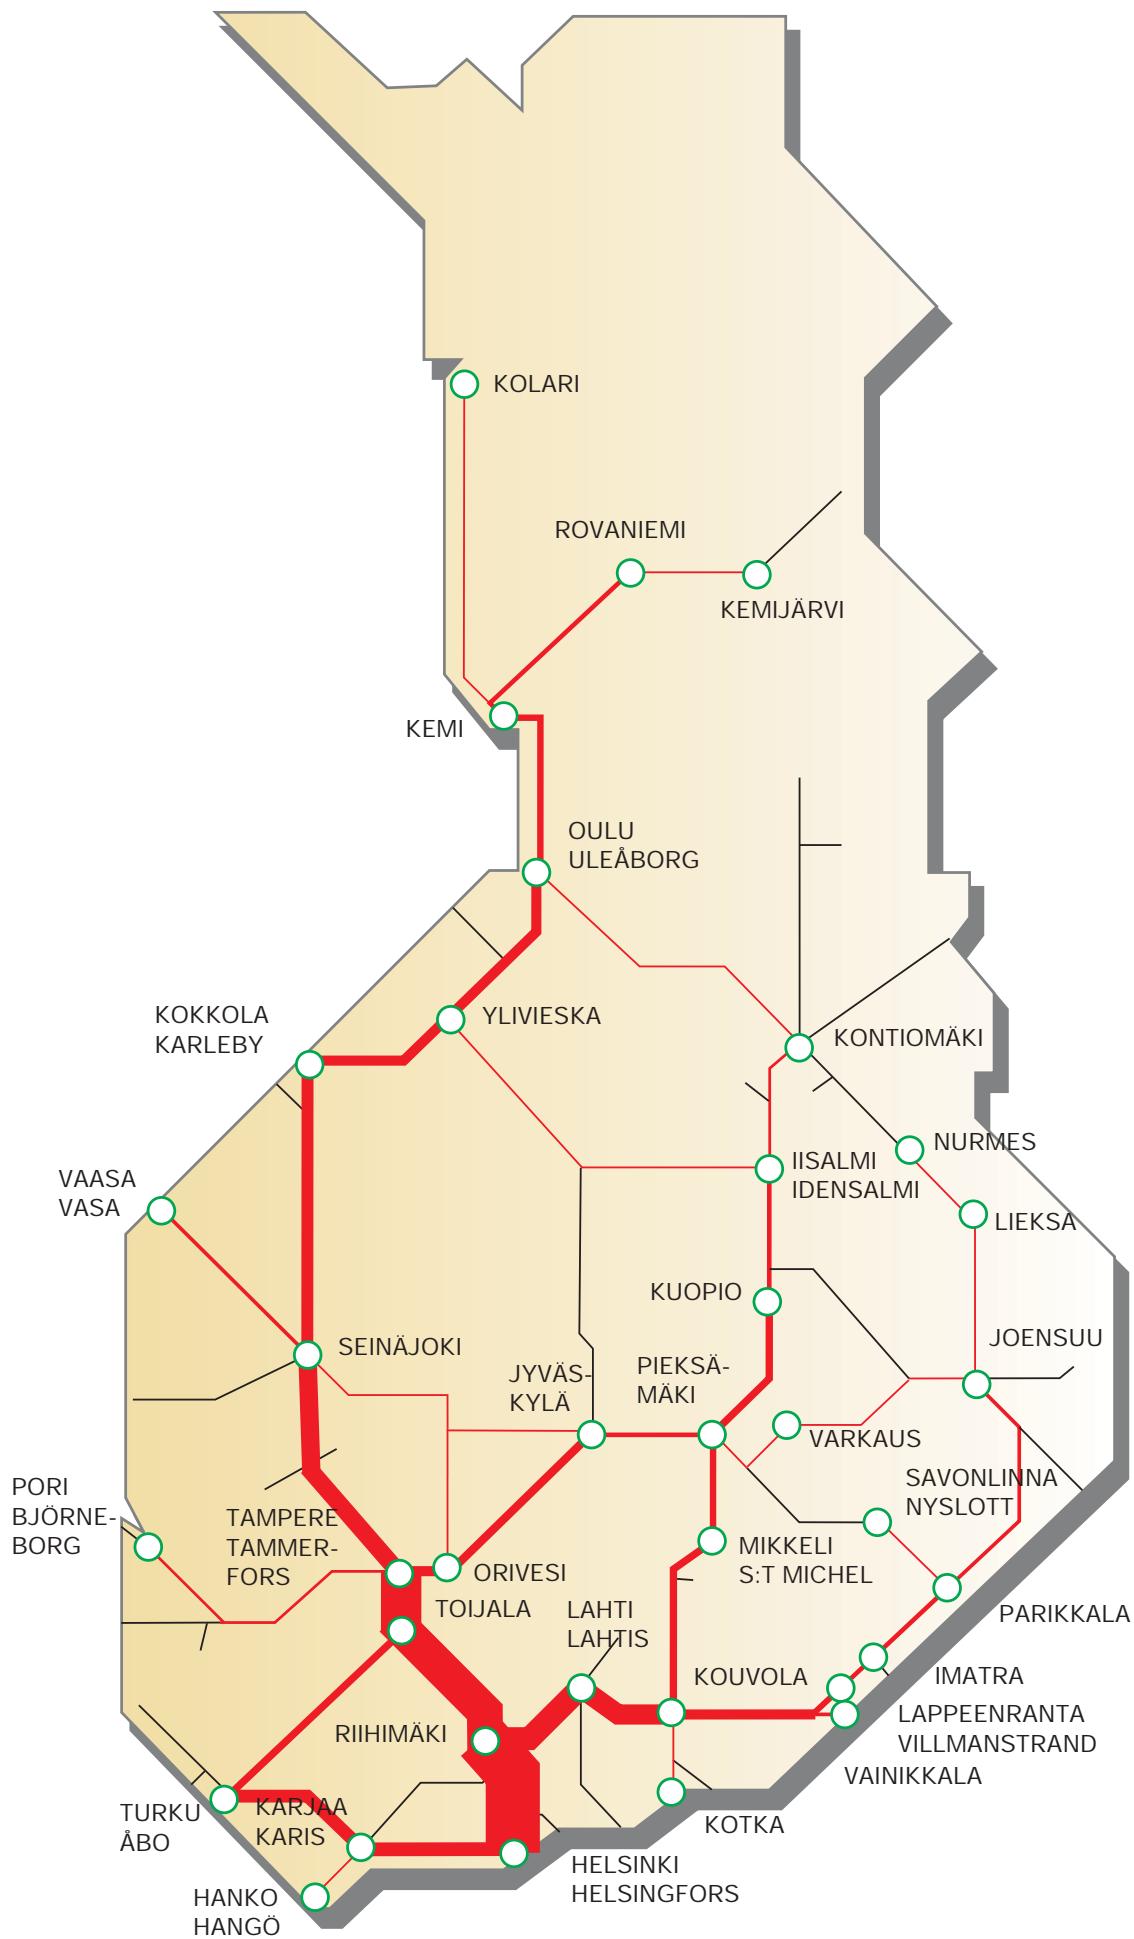 KOLARI
ROVANIEMI
KEMIJÄRVI
KEMI
OULU
ULEÅBORG
KOKKOLA
KARLEBY
YLIVIESKA
KONTIOMÄKI
NURMES
IISALMI
IDENSALMI
VAASA
VASA
LIEKSA
KUOPIO
SEINÄJOKI
JOENSUU
JYVÄS-
KYLÄ
PIEKSÄ-
MÄKI
VARKAUS
SAVONLINNA
NYSLOTT
PORI
BJÖRNE-
BORG
TAMPERE
TAMMER-
FORS
ORIVESI
MIKKELI
S:T MICHEL
TOIJALA
LAHTI
LAHTIS
PARIKKALA
KOUVOLA
IMATRA
RIIHIMÄKI
LAPPEENRANTA
VILLMANSTRAND
VAINIKKALA
TURKU
ÅBO
KARJAA
KARIS
KOTKA
HELSINKI
HELSINGFORS
HANKO
HANGÖ